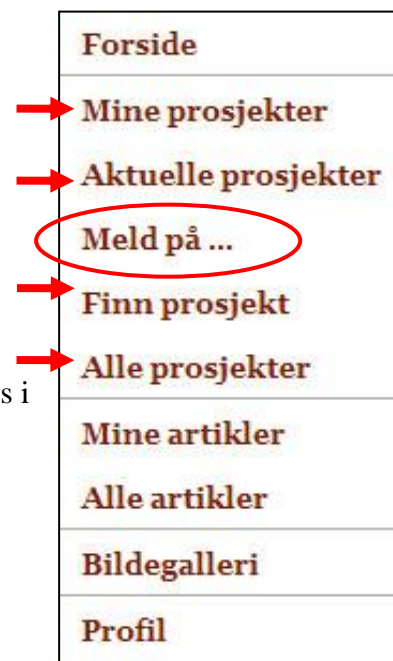 Forside
Mine prosjekter
Aktuelle prosjekter
Meld på ...
Finn prosjekt
Alle prosjekter
s i
Mine artikler
Alle artikler
Bildegalleri
Profil